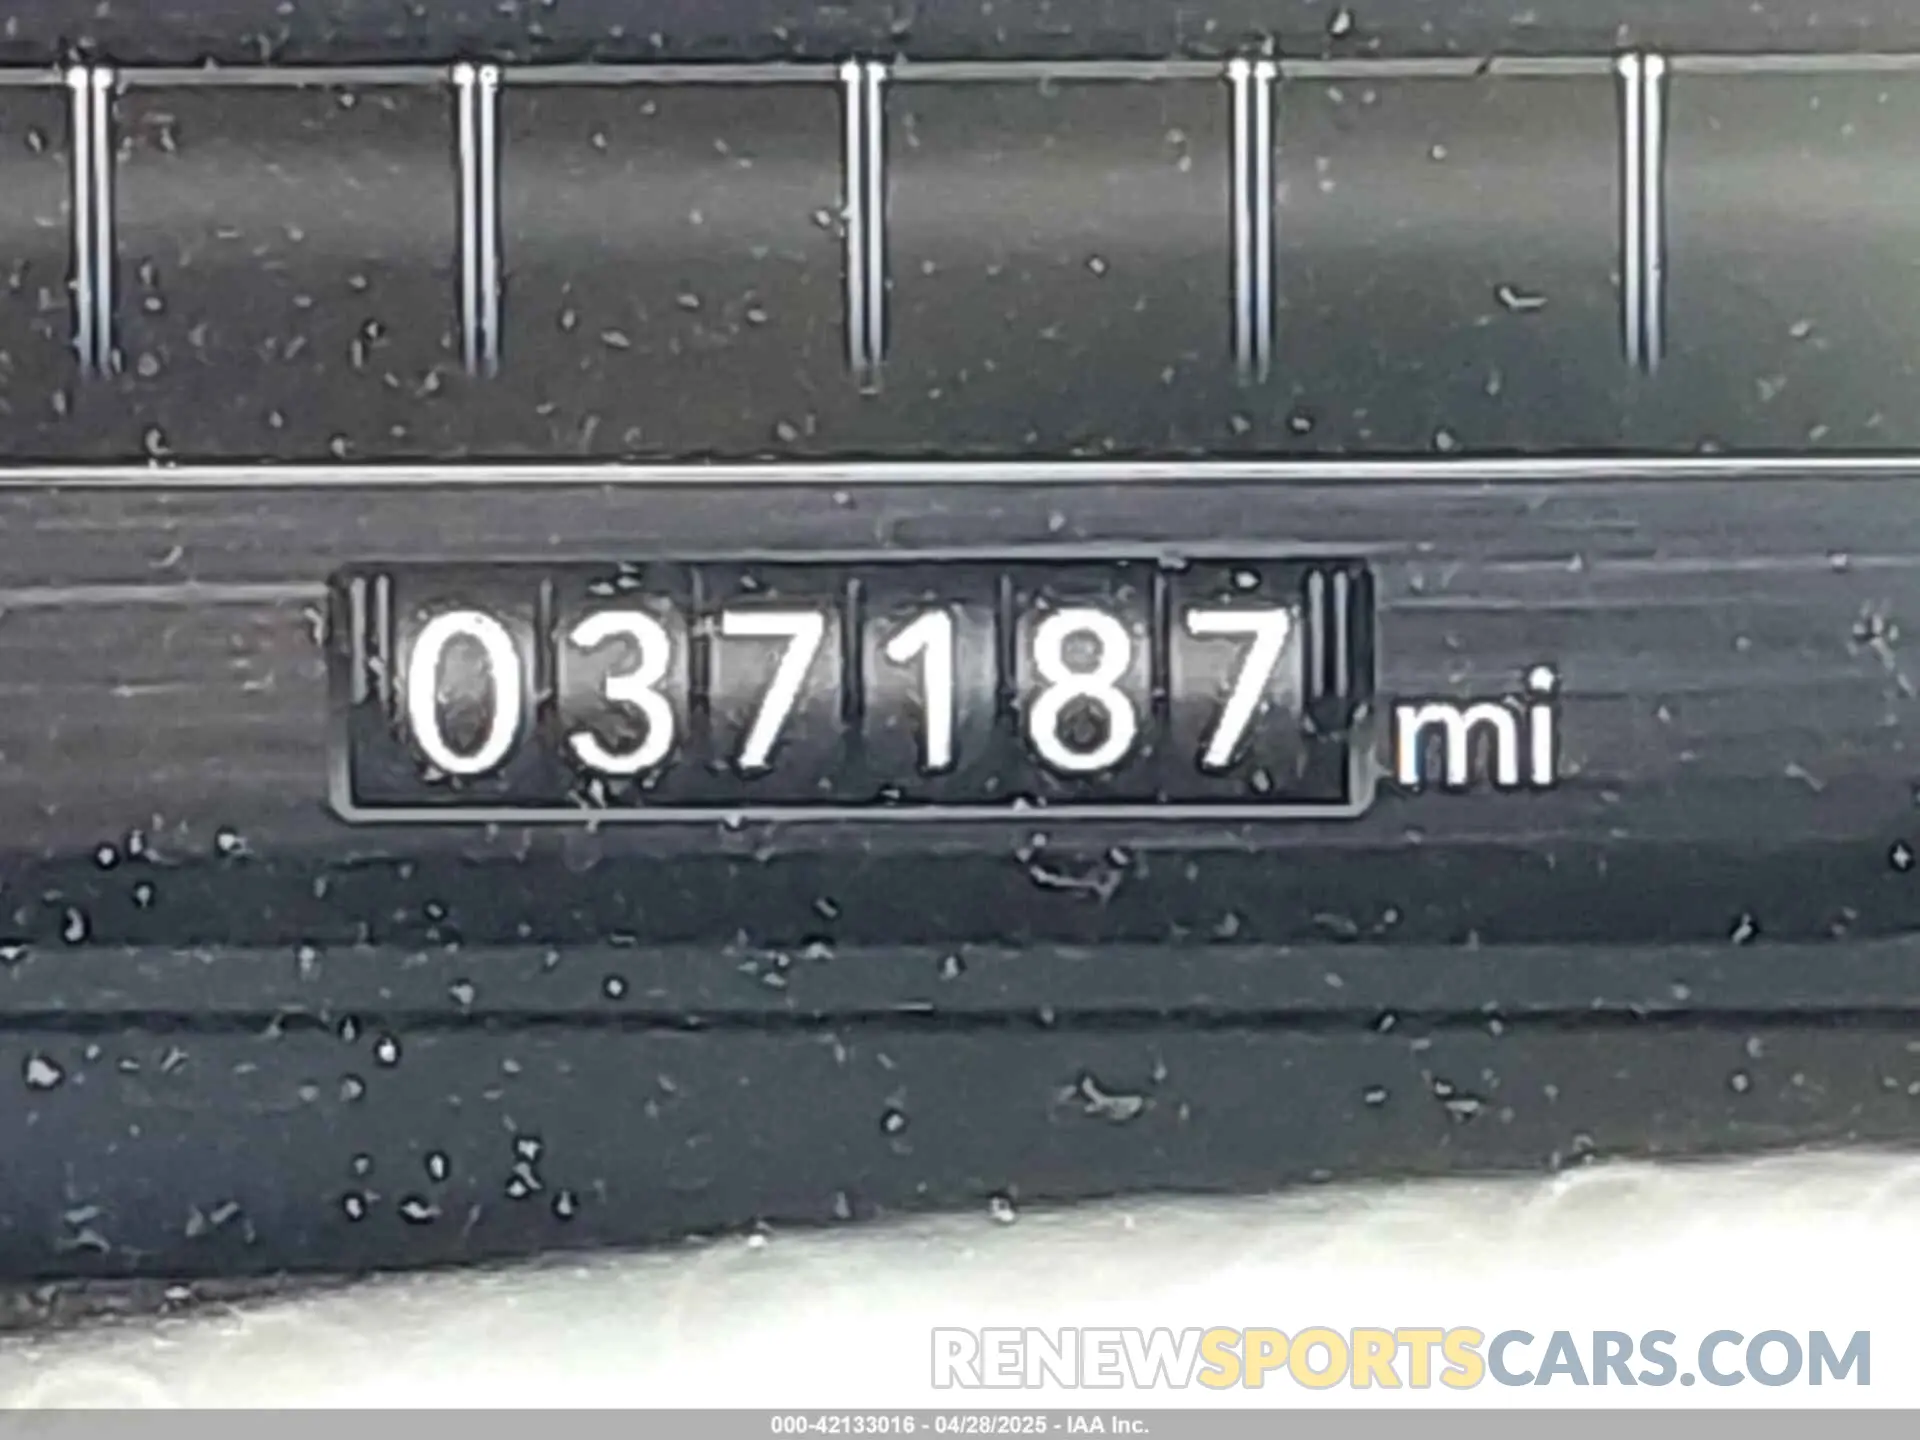 037187 mi
RENEWSPORTSCARS.COM
000-42133016 - 04/28/2025 - IAA Inc.